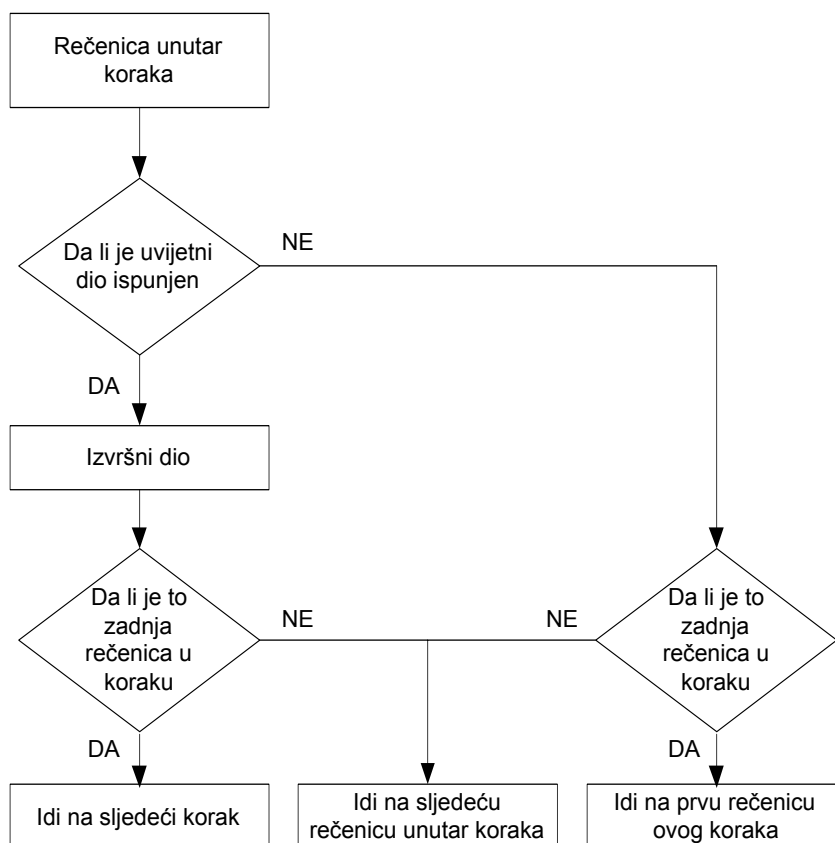 Rečenica unutar
koraka
Da li je uvijetni
dio ispunjen
NE
DA
Izvršni dio
Da li je to
zadnja
rečenica u
koraku
NE
NE
Da li je to
zadnja
rečenica u
koraku
DA
DA
Idi na sljedeći korak
Idi na sljedeću
rečenicu unutar koraka
Idi na prvu rečenicu
ovog koraka